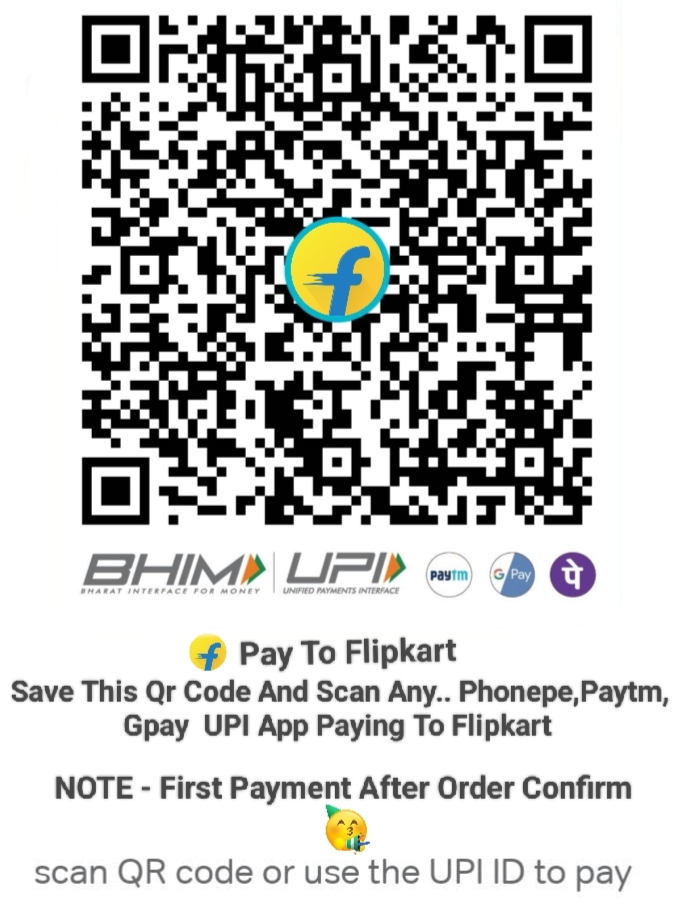 BHIM UPI Paytm G Pay पे
BHARAT INTERFACE FOR MONEY UNIFIED PAYMENTS INTERFACE
Pay To Flipkart
Save This Qr Code And Scan Any.. Phonepe,Paytm,
Gpay UPI App Paying To Flipkart
NOTE - First Payment After Order Confirm
scan QR code or use the UPI ID to pay